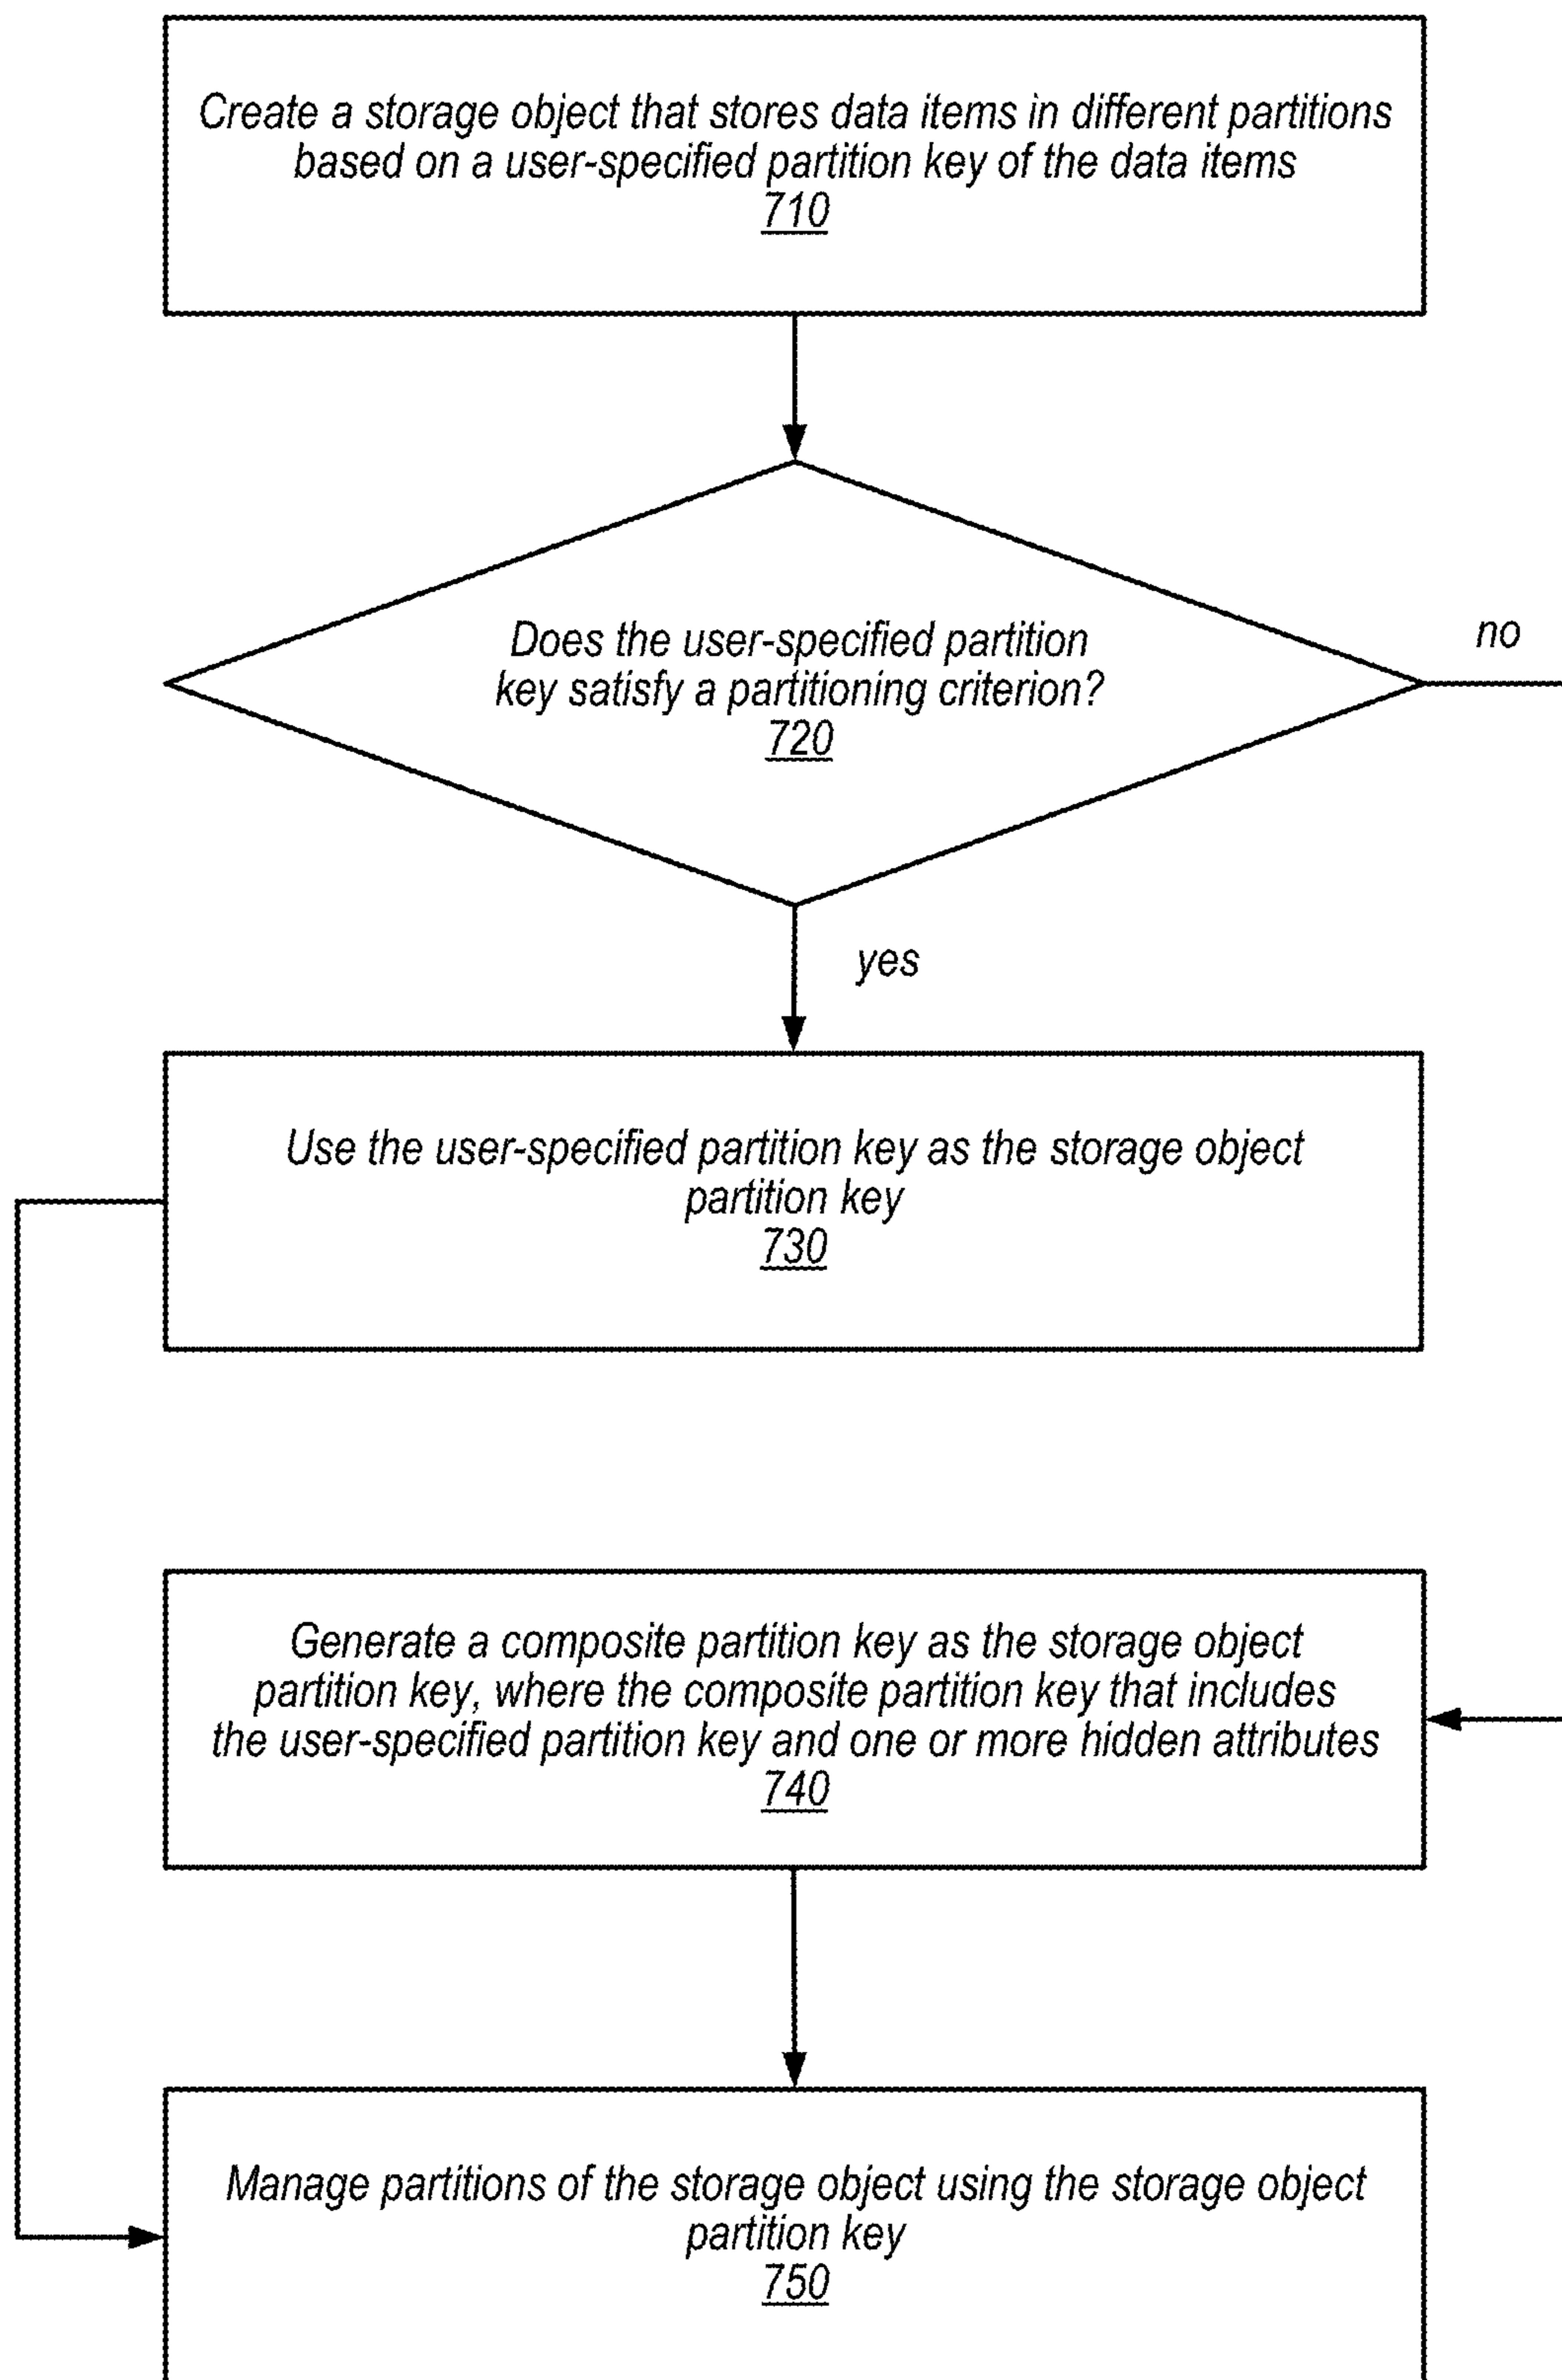 Create a storage object that stores data items in different partitions
based on a user-specified partition key of the data items
710
Does the user-specified partition
key satisfy a partitioning criterion?
720
no
yes
Use the user-specified partition key as the storage object
partition key
730
Generate a composite partition key as the storage object
partition key, where the composite partition key that includes
the user-specified partition key and one or more hidden attributes
740
Manage partitions of the storage object using the storage object
partition key
750